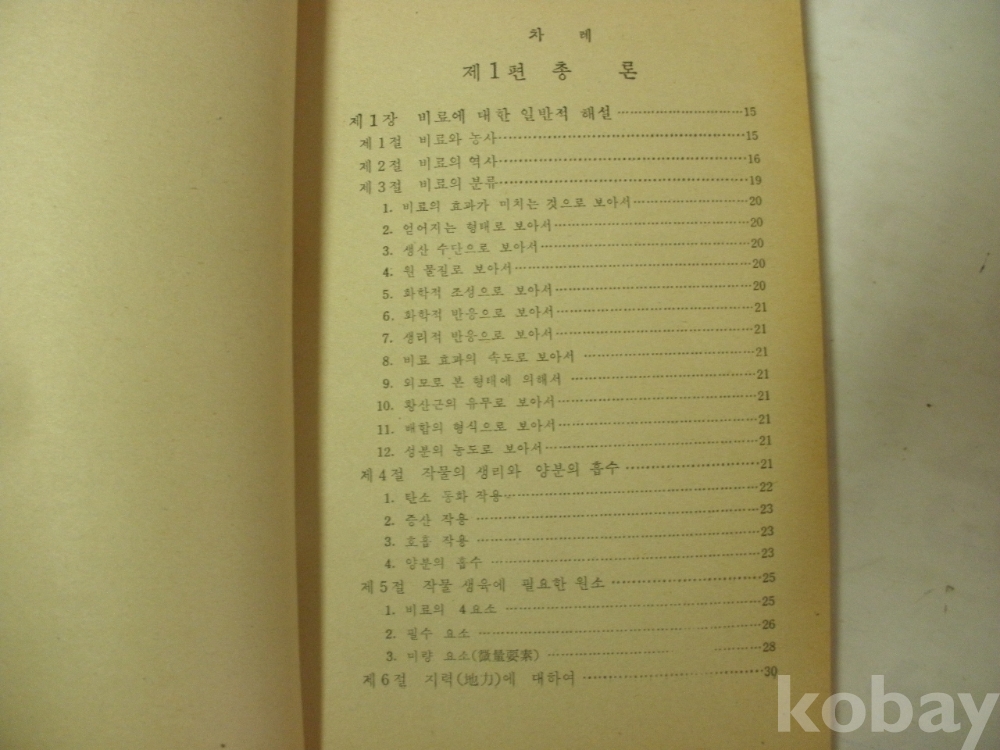 차 례
제1편 총 론
제1장 비료에 대한 일반적 해설 ……………… 15
제1절 비료와 농사 ……………… 15
제2절 비료의 역사 ……………… 16
제3절 비료의 분류 ……………… 19
1. 비료의 효과가 미치는 것으로 보아서 ……………… 20
2. 얻어지는 형태로 보아서 ……………… 20
3. 생산 수단으로 보아서 ……………… 20
4. 원 물질로 보아서 ……………… 20
5. 화학적 조성으로 보아서 ……………… 20
6. 화학적 반응으로 보아서 ……………… 21
7. 생리적 반응으로 보아서 ……………… 21
8. 비료 효과의 속도로 보아서 ……………… 21
9. 외모로 본 형태에 의해서 ……………… 21
10. 황산근의 유무로 보아서 ……………… 21
11. 배합의 형식으로 보아서 ……………… 21
12. 성분의 농도로 보아서 ……………… 21
제4절 작물의 생리와 양분의 흡수 ……………… 21
1. 탄소 동화 작용 ……………… 22
2. 증산 작용 ……………… 23
3. 호흡 작용 ……………… 23
4. 양분의 흡수 ……………… 23
제5절 작물 생육에 필요한 원소 ……………… 25
1. 비료의 4요소 ……………… 25
2. 필수 요소 ……………… 26
3. 미량 요소(微量要素) ……………… 28
제6절 지력(地力)에 대하여 ……………… 30
kobay